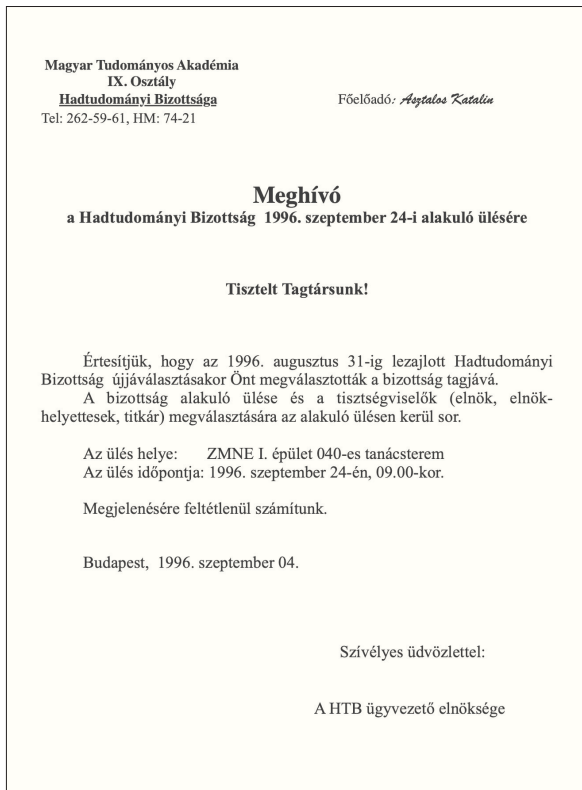 Magyar Tudományos Akadémia
IX. Osztály
Hadtudományi Bizottsága
Főelőadó: Asztalos Katalin
Tel: 262-59-61, HM: 74-21
Meghívó
a Hadtudományi Bizottság 1996. szeptember 24-i alakuló ülésére
Tisztelt Tagtársunk!
Értesítjük, hogy az 1996. augusztus 31-ig lezajlott Hadtudományi
Bizottság újjáválasztásakor Önt megválasztották a bizottság tagjává.
A bizottság alakuló ülése és a tisztségviselők (elnök, elnök-
helyettesek, titkár) megválasztására az alakuló ülésen kerül sor.
Az ülés helye: ZMNE I. épület 040-es tanácsterem
Az ülés időpontja: 1996. szeptember 24-én, 09.00-kor.
Megjelenésére feltétlenül számítunk.
Budapest, 1996. szeptember 04.
Szívélyes üdvözlettel:
A HTB ügyvezető elnöksége